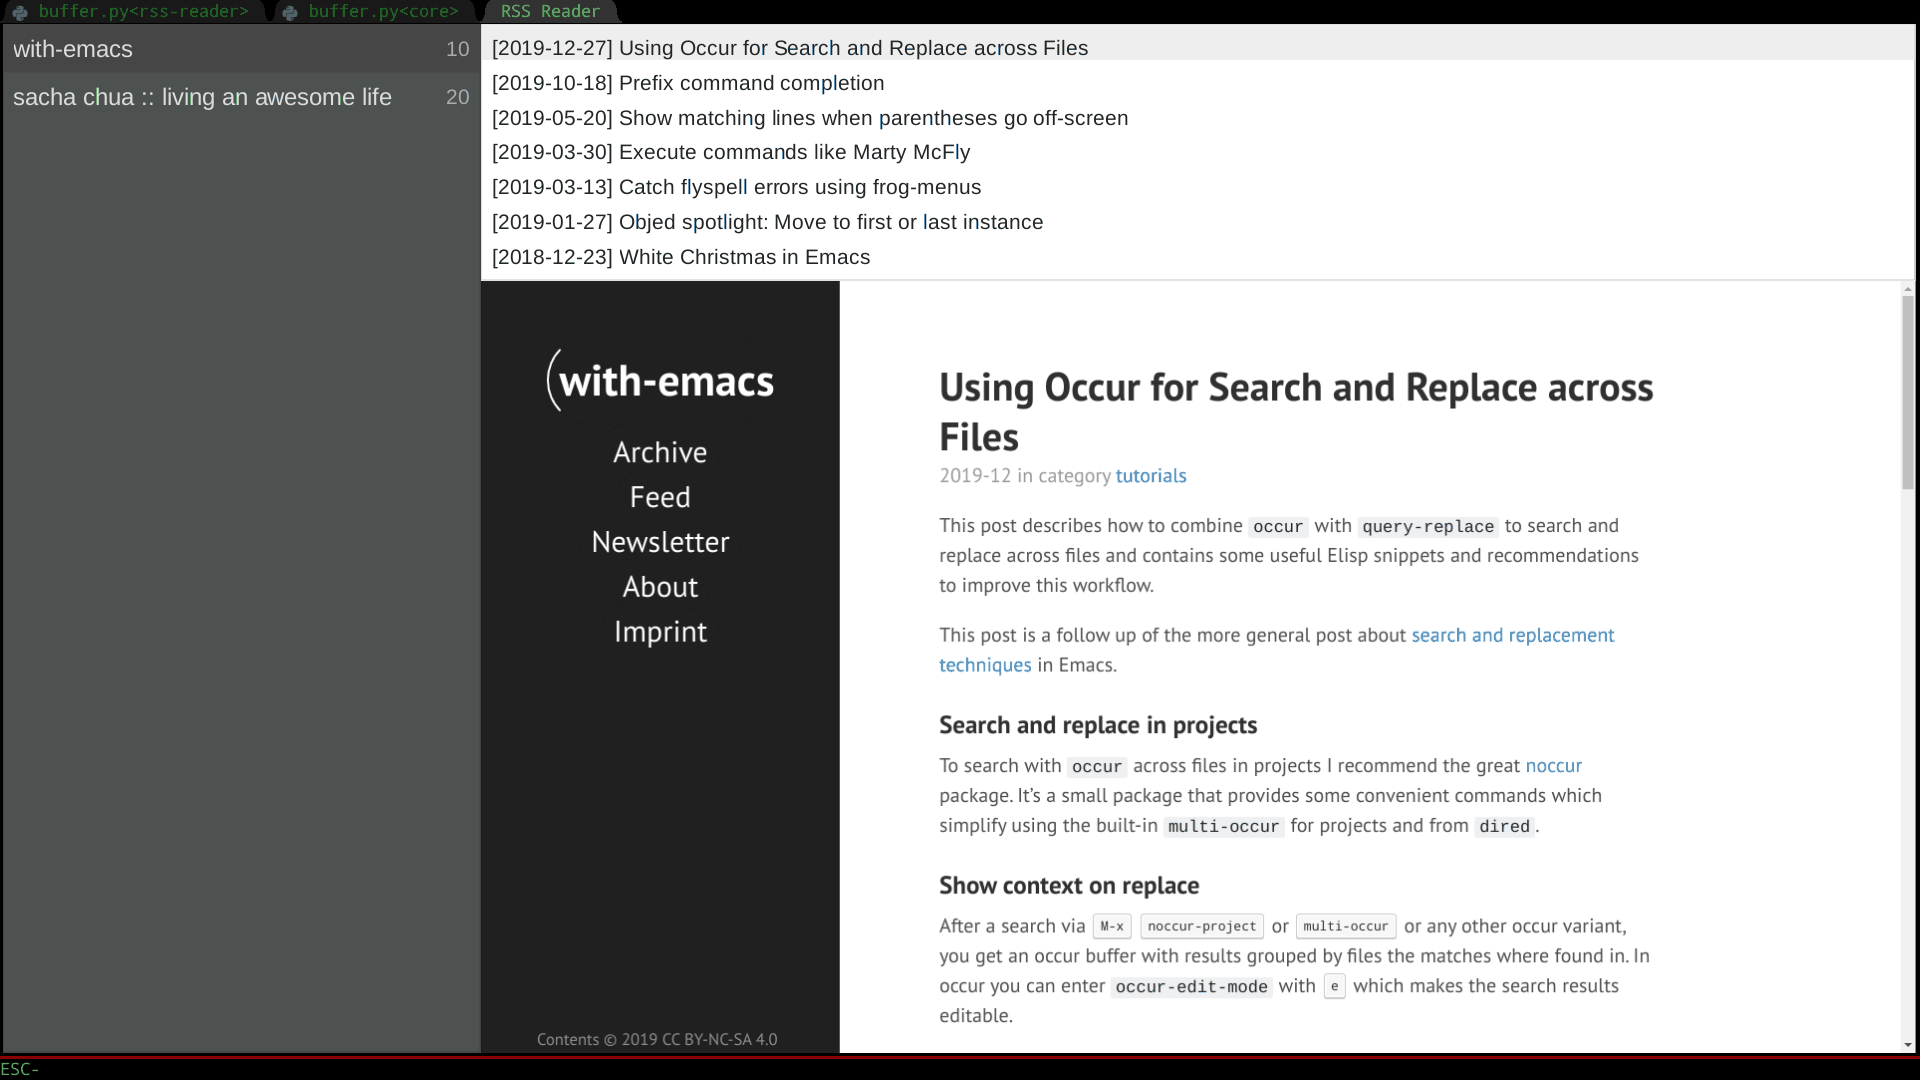 buffer.py<rss-reader> buffer.py<core> RSS Reader
with-emacs 10
sacha chua :: living an awesome life 20
[2019-12-27] Using Occur for Search and Replace across Files
[2019-10-18] Prefix command completion
[2019-05-20] Show matching lines when parentheses go off-screen
[2019-03-30] Execute commands like Marty McFly
[2019-03-13] Catch flyspell errors using frog-menus
[2019-01-27] Objed spotlight: Move to first or last instance
[2018-12-23] White Christmas in Emacs
(with-emacs
Archive
Feed
Newsletter
About
Imprint
Contents © 2019 CC BY-NC-SA 4.0
Using Occur for Search and Replace across
Files
2019-12 in category tutorials
This post describes how to combine occur with query-replace to search and
replace across files and contains some useful Elisp snippets and recommendations
to improve this workflow.
This post is a follow up of the more general post about search and replacement
techniques in Emacs.
Search and replace in projects
To search with occur across files in projects I recommend the great noccur
package. It’s a small package that provides some convenient commands which
simplify using the built-in multi-occur for projects and from dired.
Show context on replace
After a search via M-x noccur-project or multi-occur or any other occur variant,
you get an occur buffer with results grouped by files the matches where found in. In
occur you can enter occur-edit-mode with e which makes the search results
editable.
ESC-